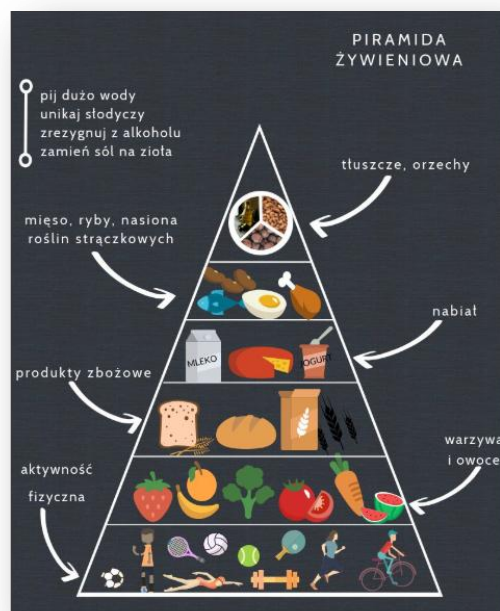 PIRAMIDA
ŻYWIENIOWA
pij dużo wody
unikaj słodyczy
zrezygnuj z alkoholu
zamień sól na zioła
tłuszcze, orzechy
mięso, ryby, nasiona
roślin strączkowych
nabiał
MLEKO
JOGURT
produkty zbożowe
warzywa
i owoce
aktywność
fizyczna